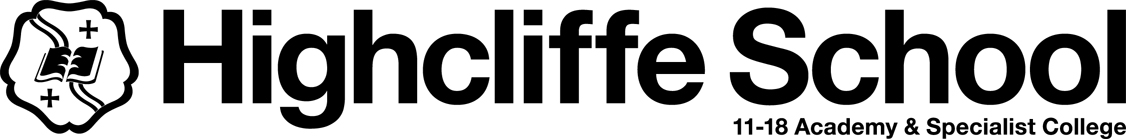 Highcliffe School
11-18 Academy & Specialist College